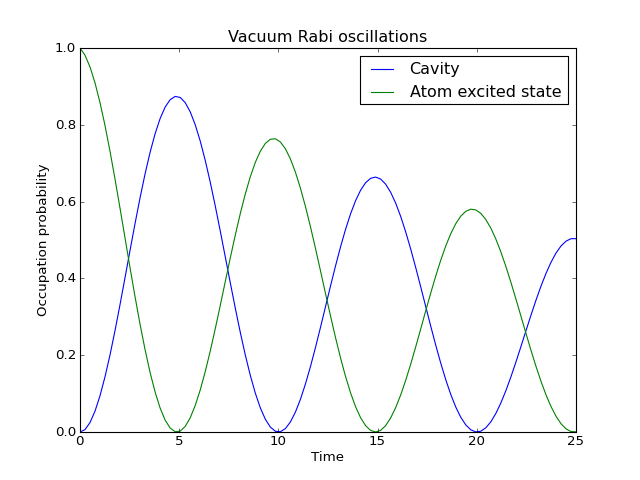 Vacuum Rabi oscillations
Cavity
Atom excited state
Occupation probability
1.0
0.8
0.6
0.4
0.2
0.0
0 5 10 15 20 25
Time